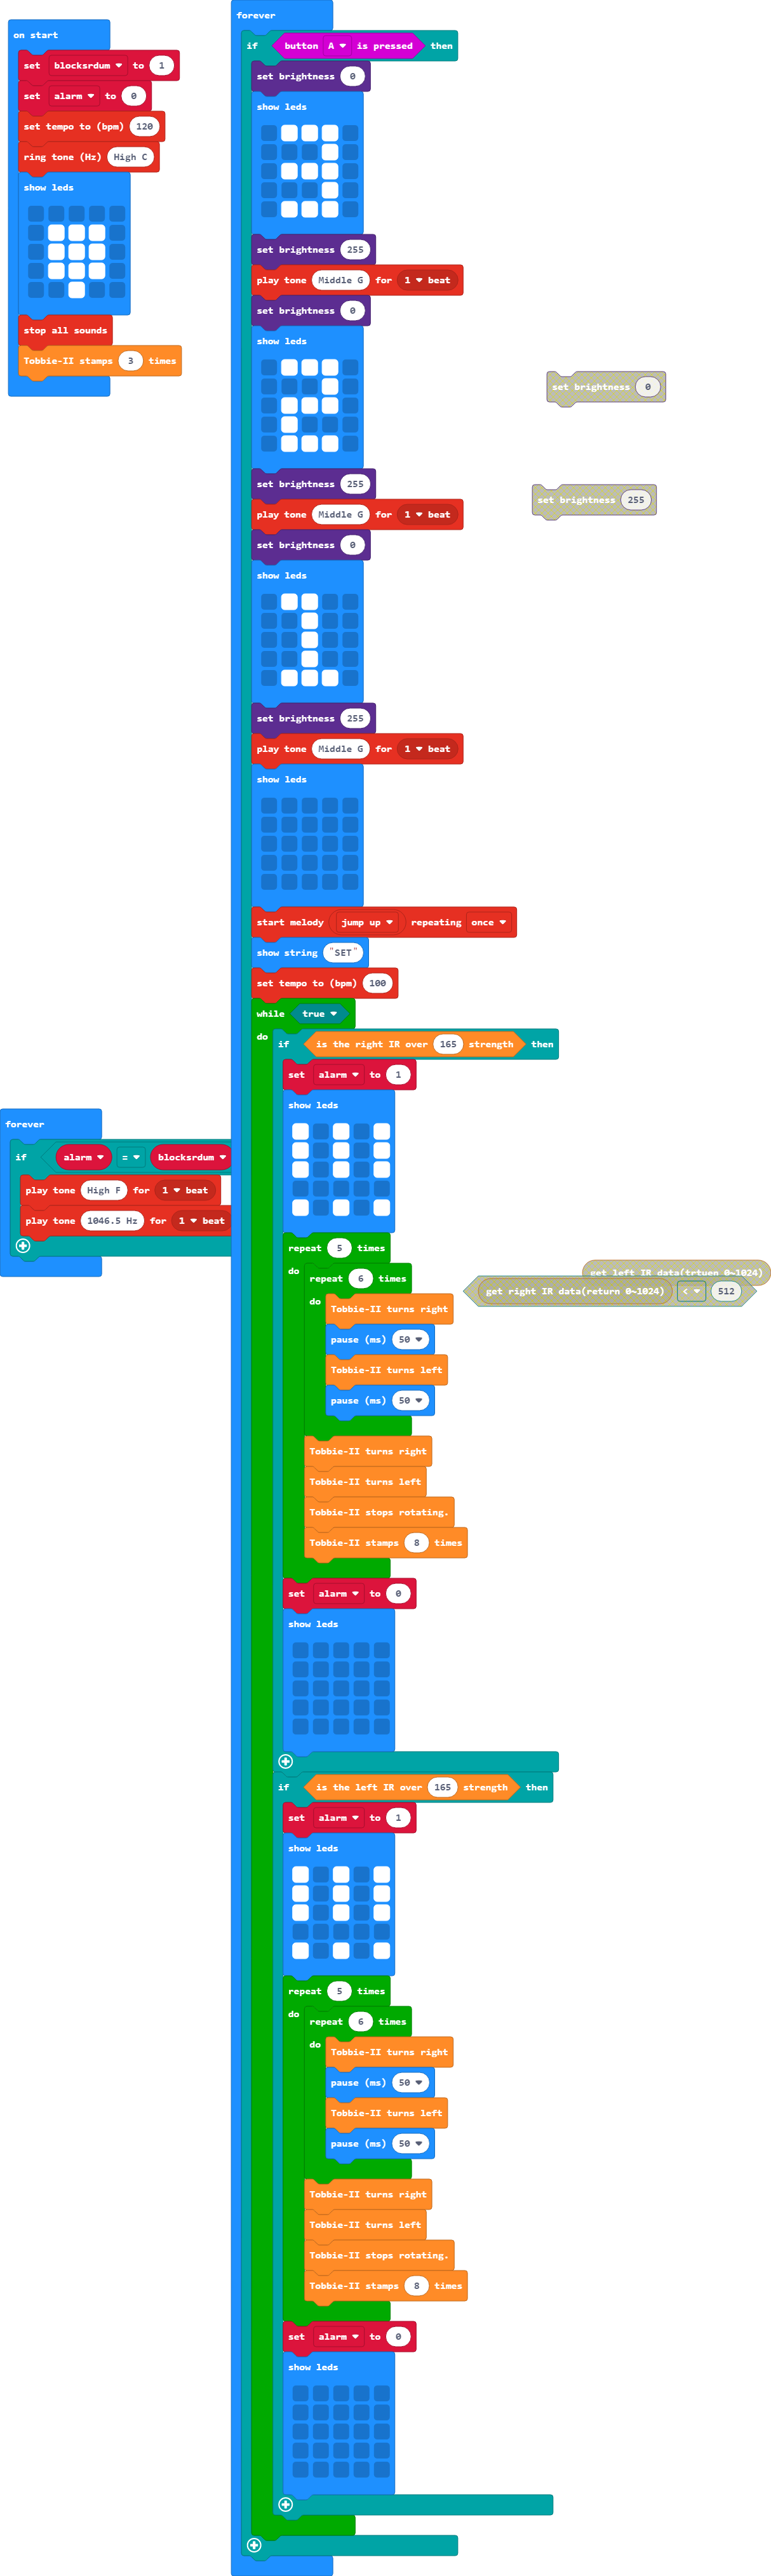 on start
set blocksrdum to 1
set alarm to 0
set tempo to (bpm) 120
ring tone (Hz) High C
show leds
stop all sounds
Tobbie-II stamps 3 times
forever
if button A is pressed then
set brightness 0
show leds
set brightness 255
play tone Middle G for 1 beat
set brightness 0
show leds
set brightness 255
play tone Middle G for 1 beat
set brightness 0
show leds
set brightness 255
play tone Middle G for 1 beat
show leds
start melody jump up repeating once
show string "SET"
set tempo to (bpm) 100
while true
do if is the right IR over 165 strength then
set alarm to 1
show leds
repeat 5 times
do repeat 6 times
do Tobbie-II turns right
pause (ms) 50
Tobbie-II turns left
pause (ms) 50
Tobbie-II turns right
Tobbie-II turns left
Tobbie-II stops rotating.
Tobbie-II stamps 8 times
set alarm to 0
show leds
if is the left IR over 165 strength then
set alarm to 1
show leds
repeat 5 times
do repeat 6 times
do Tobbie-II turns right
pause (ms) 50
Tobbie-II turns left
pause (ms) 50
Tobbie-II turns right
Tobbie-II turns left
Tobbie-II stops rotating.
Tobbie-II stamps 8 times
set alarm to 0
show leds
set brightness 0
set brightness 255
forever
if alarm = blocksrdum
play tone High F for 1 beat
play tone 1046.5 Hz for 1 beat
get left IR data(trtuen 0~1024)
get right IR data(return 0~1024) < 512